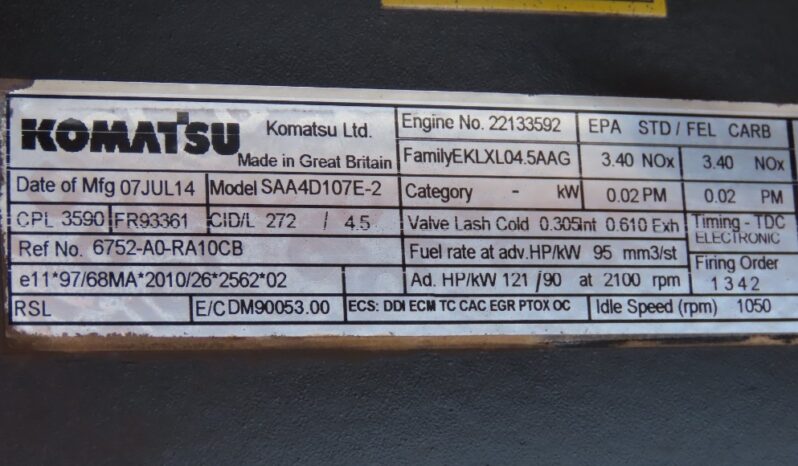 KOMATSU Komatsu Ltd.
Made in Great Britain
Engine No. 22133592
EPA STD / FEL CARB
FamilyEKLXL04.5AAG
3.40 NOx 3.40 NOx
Date of Mfg 07JUL14 Model SAA4D107E-2
Category - kW
0.02 PM 0.02 PM
CPL 3590 FR93361 CID/L 272 / 4.5
Valve Lash Cold 0.305Int 0.610 Exh
Timing - TDC
ELECTRONIC
Ref No. 6752-A0-RA10CB
Fuel rate at adv.HP/kW 95 mm3/st
Firing Order
1 3 4 2
e11*97/68MA*2010/26*2562*02
Ad. HP/kW 121 /90 at 2100 rpm
RSL E/C DM90053.00 ECS: DDI ECM TC CAC EGR PTOX OC Idle Speed (rpm) 1050